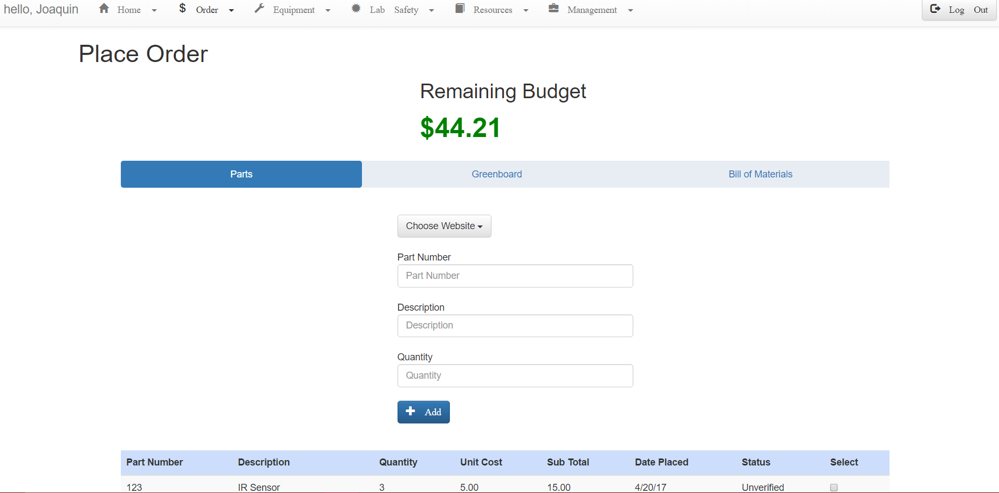 hello, Joaquin Home $ Order Equipment Lab Safety Resources Management Log Out
Place Order
Remaining Budget
$44.21
Parts Greenboard Bill of Materials
Choose Website
Part Number
Part Number
Description
Description
Quantity
Quantity
Add
Part Number Description Quantity Unit Cost Sub Total Date Placed Status Select
123 IR Sensor 3 5.00 15.00 4/20/17 Unverified